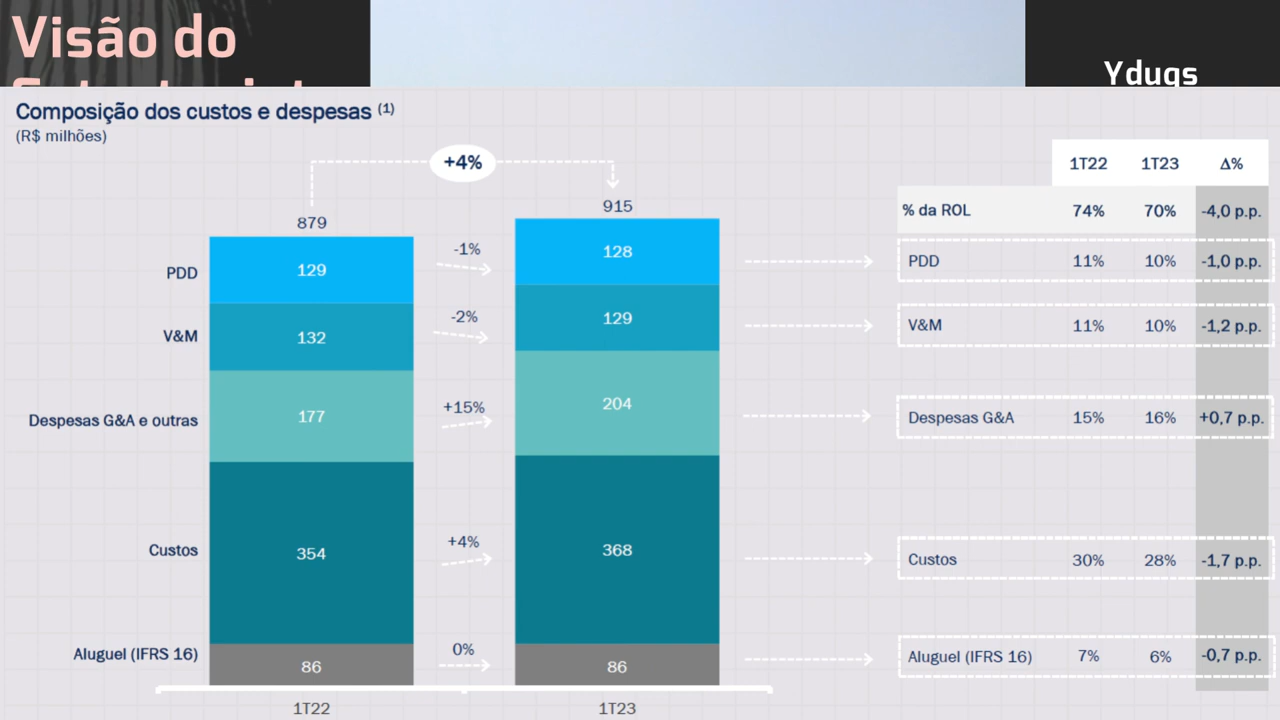 Visão do
Yduqs
Composição dos custos e despesas (1)
(R$ milhões)
+4%
879
915
PDD
129
-1%
128
V&M
132
-2%
129
Despesas G&A e outras
177
+15%
204
Custos
354
+4%
368
Aluguel (IFRS 16)
86
0%
86
1T22
1T23
1T22 1T23 Δ%
% da ROL 74% 70% -4,0 p.p.
PDD 11% 10% -1,0 p.p.
V&M 11% 10% -1,2 p.p.
Despesas G&A 15% 16% +0,7 p.p.
Custos 30% 28% -1,7 p.p.
Aluguel (IFRS 16) 7% 6% -0,7 p.p.